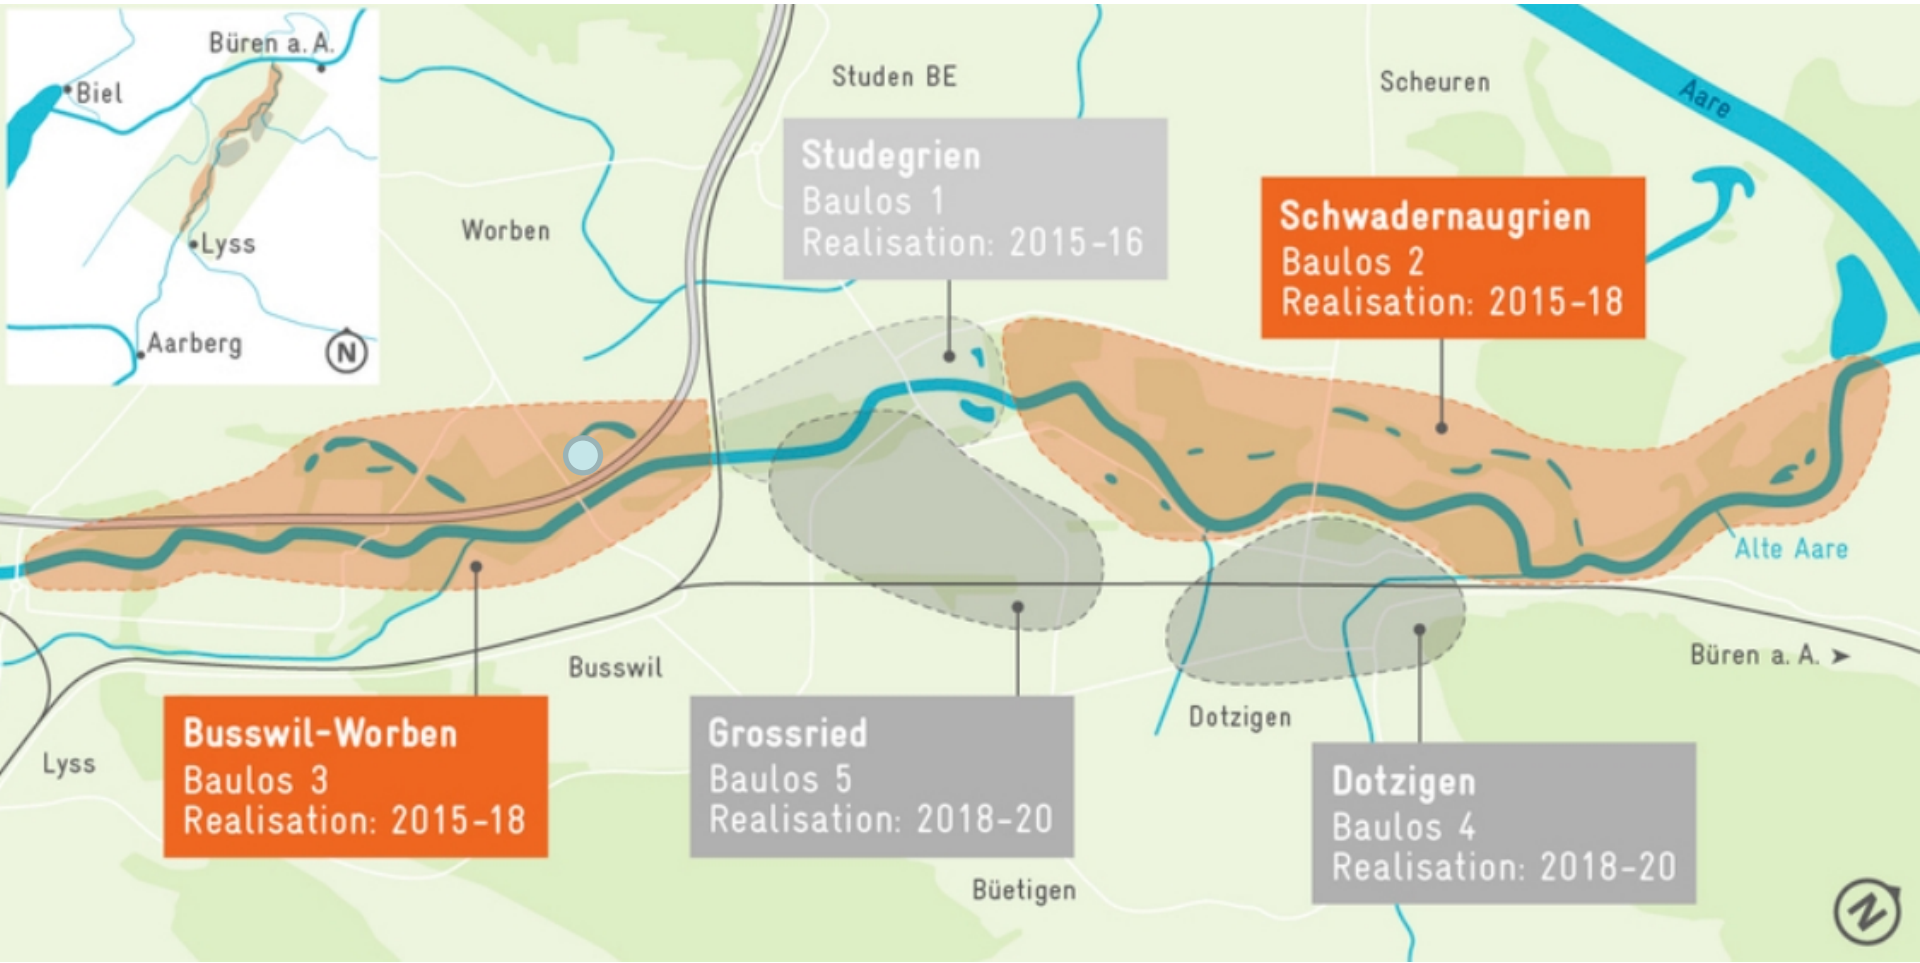 Büren a. A.
Biel
Lyss
Aarberg
N
Studen BE
Scheuren
Aare
Worben
Studegrien
Baulos 1
Realisation: 2015-16
Schwadernaugrien
Baulos 2
Realisation: 2015-18
Alte Aare
Büren a. A.
Busswil
Dotzigen
Lyss
Busswil-Worben
Baulos 3
Realisation: 2015-18
Grossried
Baulos 5
Realisation: 2018-20
Dotzigen
Baulos 4
Realisation: 2018-20
Büetigen
N